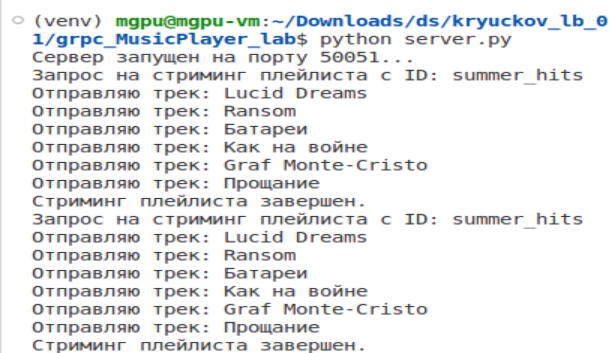 (venv) mgpu@mgpu-vm:~/Downloads/ds/kryuckov_lb_0
1/grpc_MusicPlayer_lab$ python server.py
Сервер запущен на порту 50051...
Запрос на стриминг плейлиста с ID: summer_hits
Отправляю трек: Lucid Dreams
Отправляю трек: Ransom
Отправляю трек: Батареи
Отправляю трек: Как на войне
Отправляю трек: Graf Monte-Cristo
Отправляю трек: Прощание
Стриминг плейлиста завершен.
Запрос на стриминг плейлиста с ID: summer_hits
Отправляю трек: Lucid Dreams
Отправляю трек: Ransom
Отправляю трек: Батареи
Отправляю трек: Как на войне
Отправляю трек: Graf Monte-Cristo
Отправляю трек: Прощание
Стриминг плейлиста завершен.